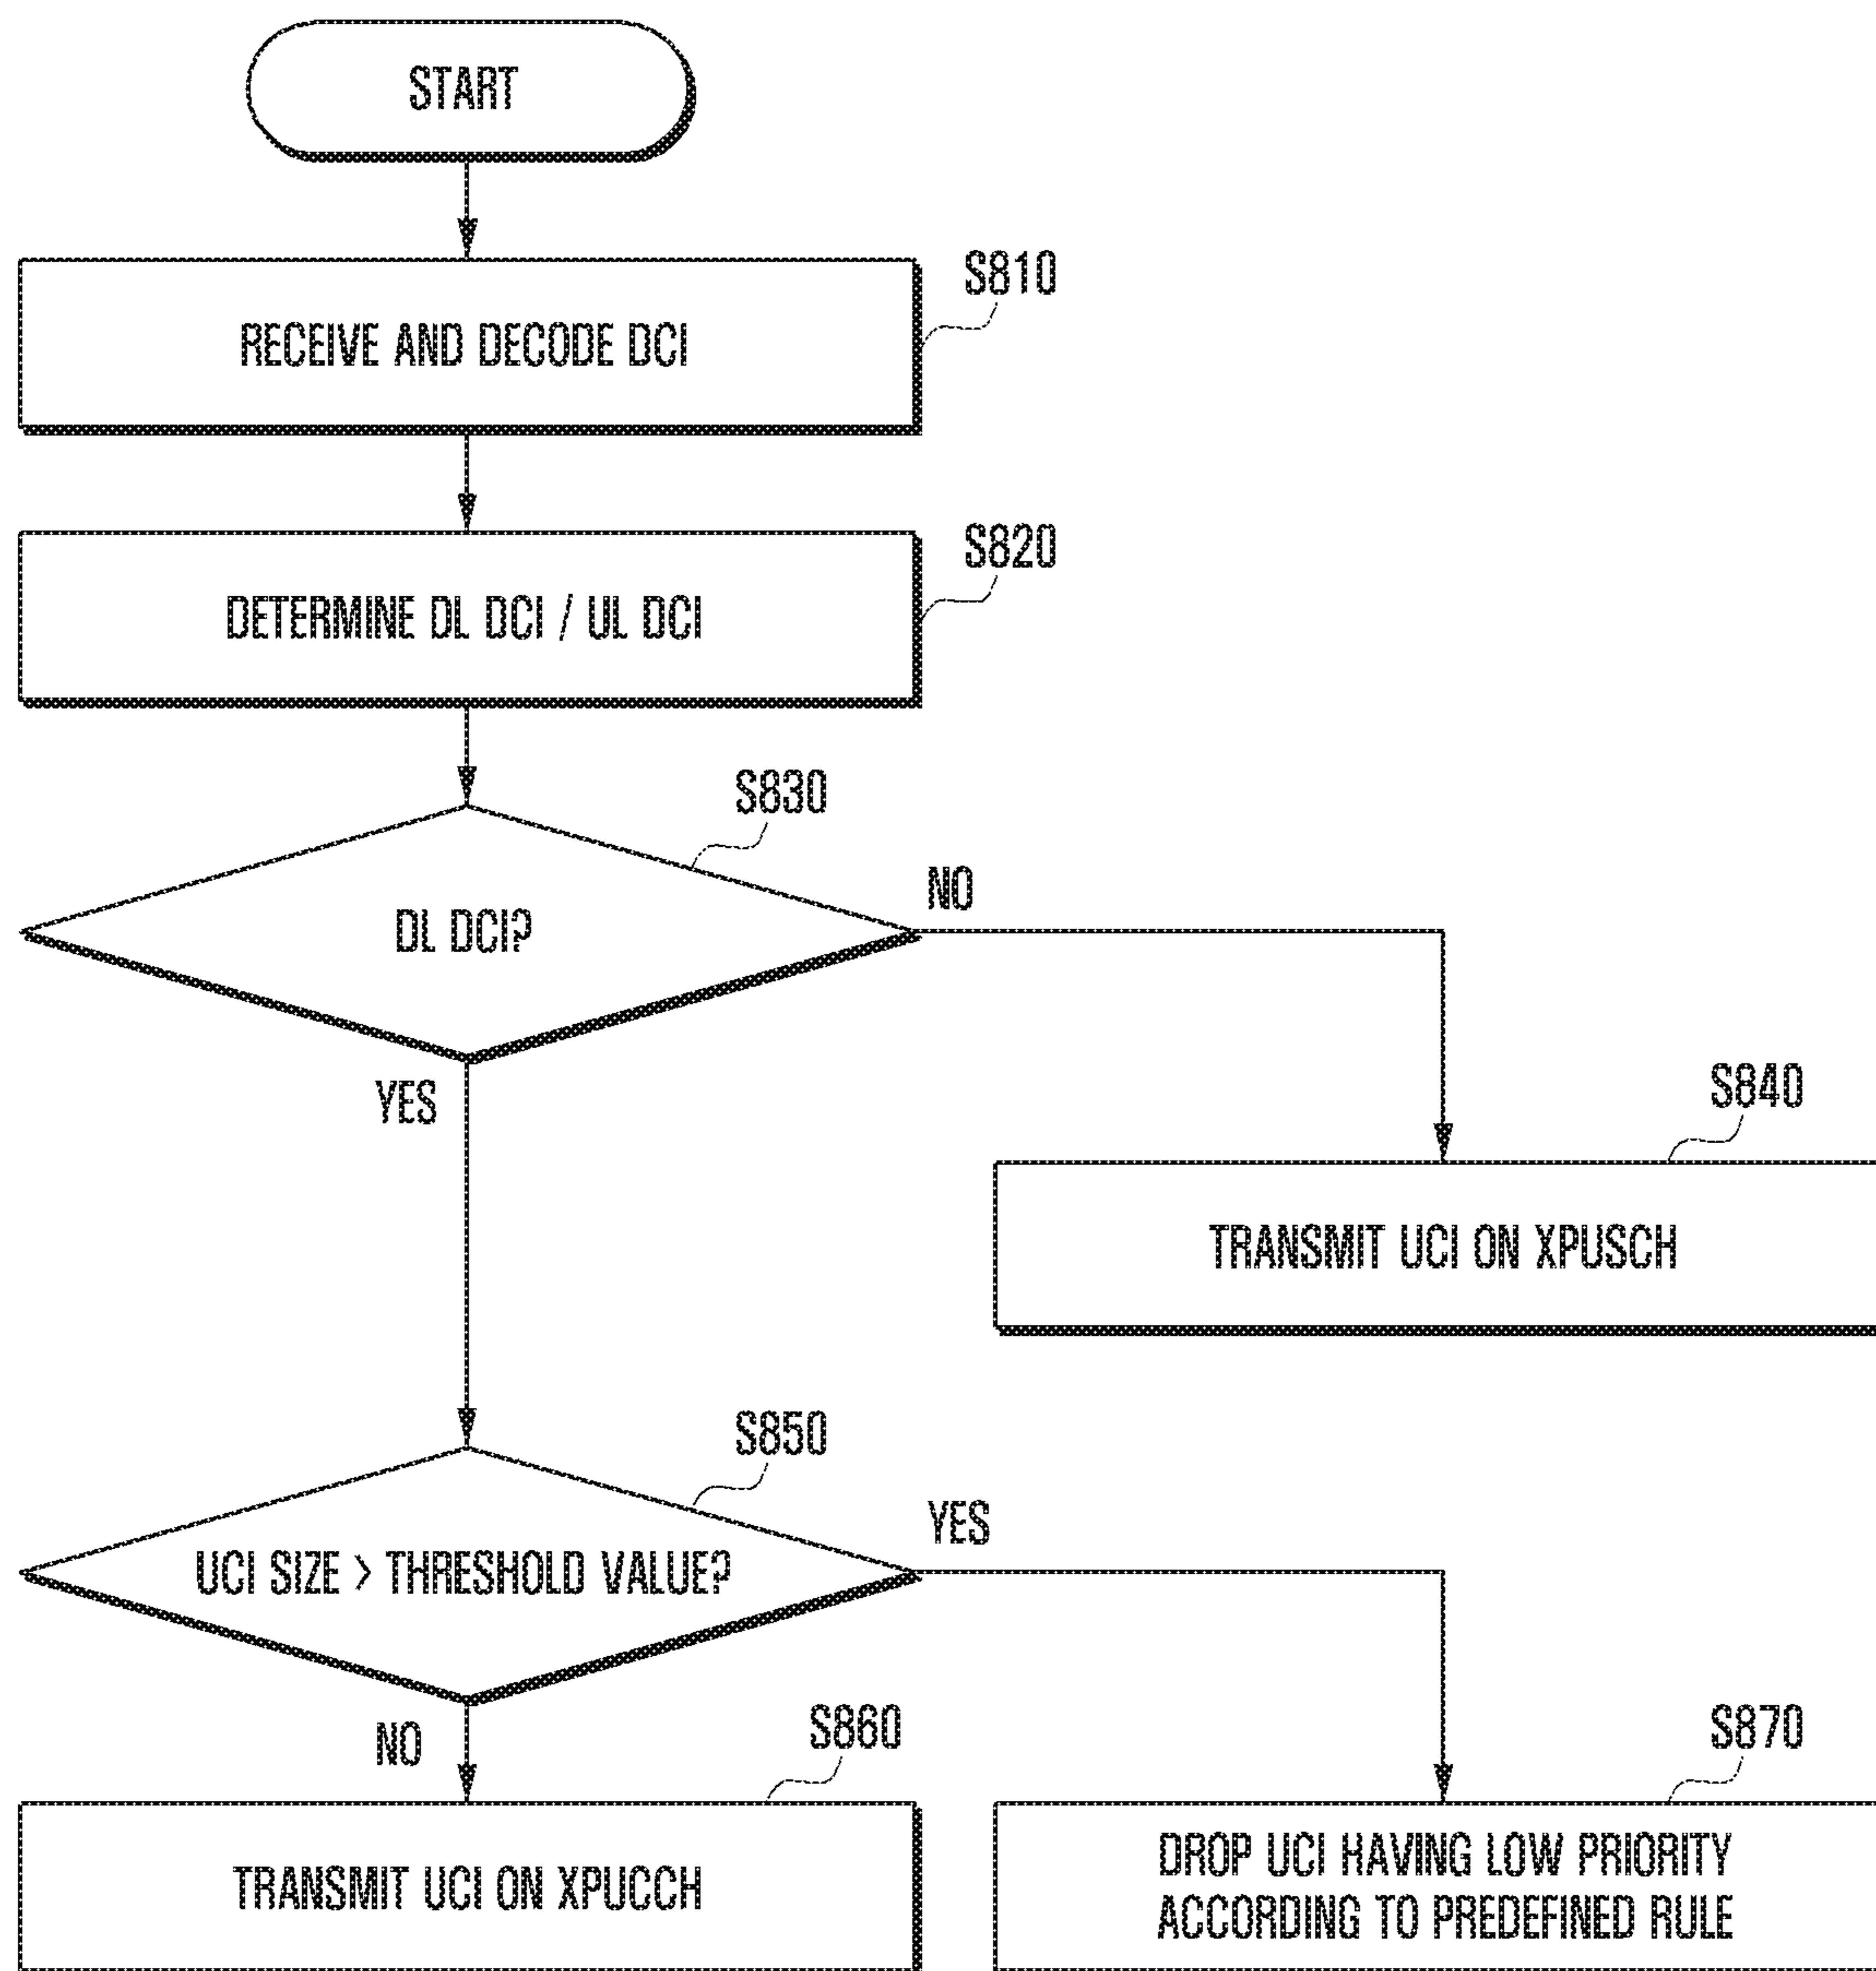 START
S810
RECEIVE AND DECODE DCI
S820
DETERMINE DL DCI / UL DCI
S830
DL DCI?
NO
YES
S840
TRANSMIT UCI ON XPUSCH
S850
UCI SIZE > THRESHOLD VALUE?
YES
NO
S860
TRANSMIT UCI ON XPUCCH
S870
DROP UCI HAVING LOW PRIORITY
ACCORDING TO PREDEFINED RULE